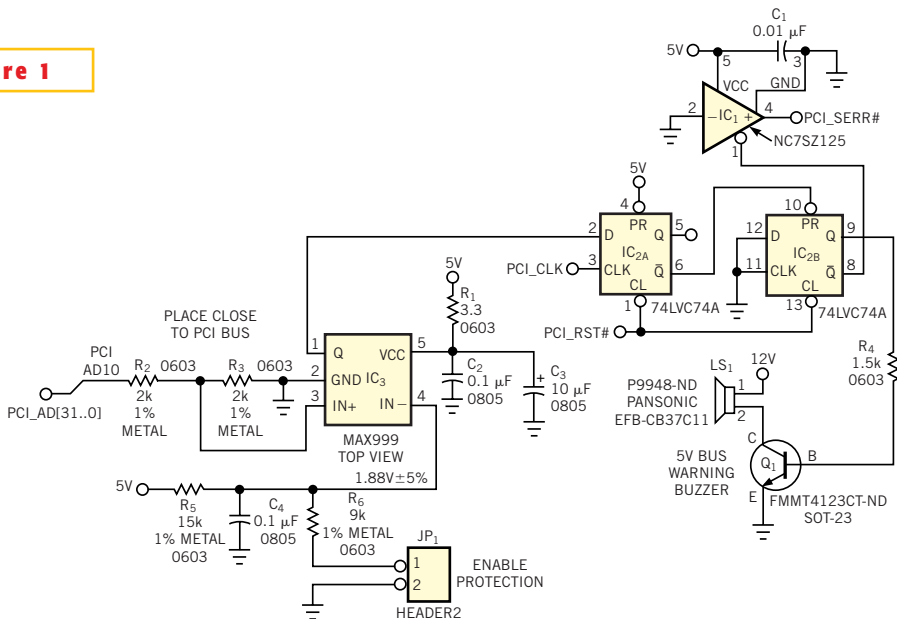 re 1
C1
0.01 µF
5V
5
3
VCC
GND
2
−IC1 +
4
PCI_SERR#
NC7SZ125
1
5V
4
10
2
D
PR
Q
5
IC2A
3
CLK
Q̄
6
CL
1
74LVC74A
PCI_CLK
12
D
PR
Q
9
IC2B
11
CLK
Q̄
8
CL
13
74LVC74A
PCI_RST#
5V
R1
3.3
0603
PLACE CLOSE
TO PCI BUS
PCI
AD10
R2
0603
R3
0603
PCI_AD[31..0]
2k
1%
METAL
2k
1%
METAL
1
Q
VCC
5
2
GND
IC3
3
IN+
IN−
4
MAX999
TOP VIEW
C2
0.1 µF
0805
+
C3
10 µF
0805
1.88V±5%
R4
1.5k
0603
LS1
12V
1
2
P9948-ND
PANSONIC
EFB-CB37C11
C
Q1
B
E
5V BUS
WARNING
BUZZER
FMMT4123CT-ND
SOT-23
5V
R5
15k
1% METAL
0603
C4
0.1 µF
0805
R6
9k
1% METAL
0603
JP1
1
2
ENABLE
PROTECTION
HEADER2